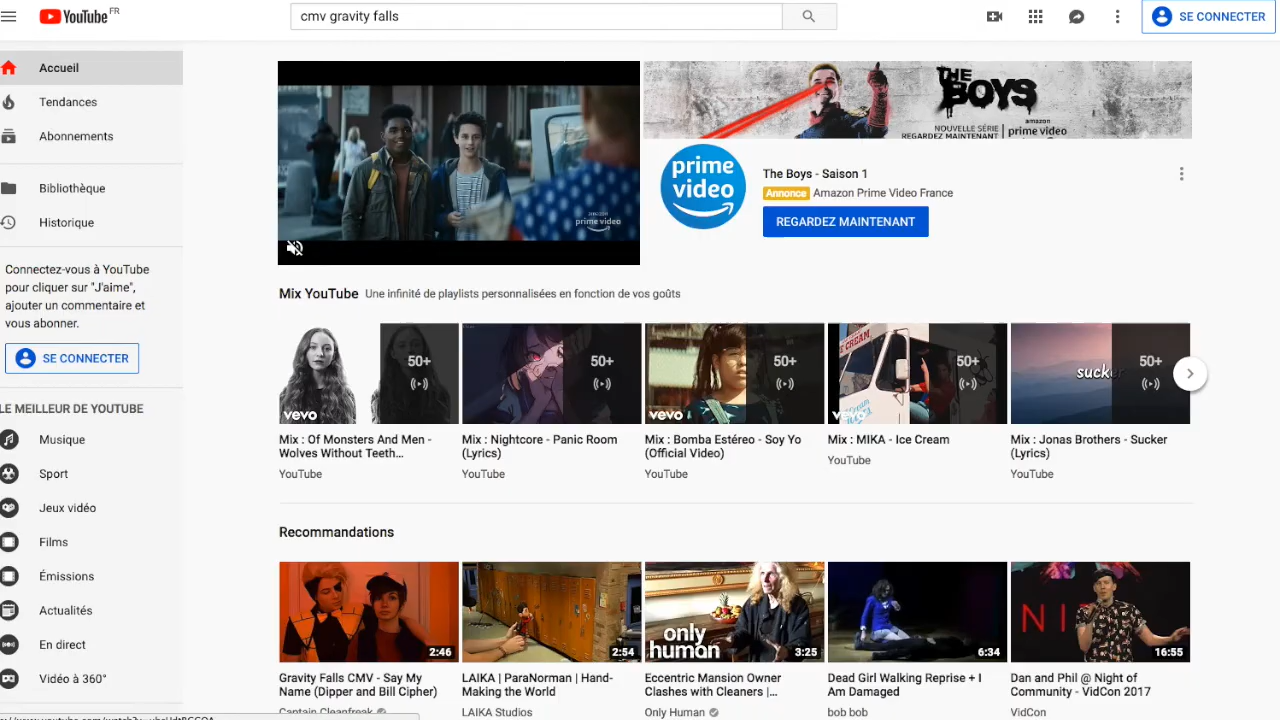 YouTube FR
cmv gravity falls
SE CONNECTER
Accueil
Tendances
Abonnements
Bibliothèque
Historique
Connectez-vous à YouTube
pour cliquer sur "J'aime",
ajouter un commentaire et
vous abonner.
SE CONNECTER
LE MEILLEUR DE YOUTUBE
Musique
Sport
Jeux vidéo
Films
Émissions
Actualités
En direct
Vidéo à 360°
amazon
prime video
THE
BOYS
NOUVELLE SÉRIE
REGARDEZ MAINTENANT
amazon
prime video
prime
video
The Boys - Saison 1
Annonce Amazon Prime Video France
REGARDEZ MAINTENANT
Mix YouTube Une infinité de playlists personnalisées en fonction de vos goûts
50+
vevo
Mix : Of Monsters And Men -
Wolves Without Teeth...
YouTube
50+
Mix : Nightcore - Panic Room
(Lyrics)
YouTube
50+
vevo
Mix : Bomba Estéreo - Soy Yo
(Official Video)
YouTube
ICE CREAM
50+
vevo
Mix : MIKA - Ice Cream
YouTube
sucker
50+
Mix : Jonas Brothers - Sucker
(Lyrics)
YouTube
Recommandations
2:46
Gravity Falls CMV - Say My
Name (Dipper and Bill Cipher)
Captain Cleanfreak
2:54
LAIKA | ParaNorman | Hand-
Making the World
LAIKA Studios
only
human
3:25
Eccentric Mansion Owner
Clashes with Cleaners |...
Only Human
6:34
Dead Girl Walking Reprise + I
Am Damaged
bob bob
NI
16:55
Dan and Phil @ Night of
Community - VidCon 2017
VidCon